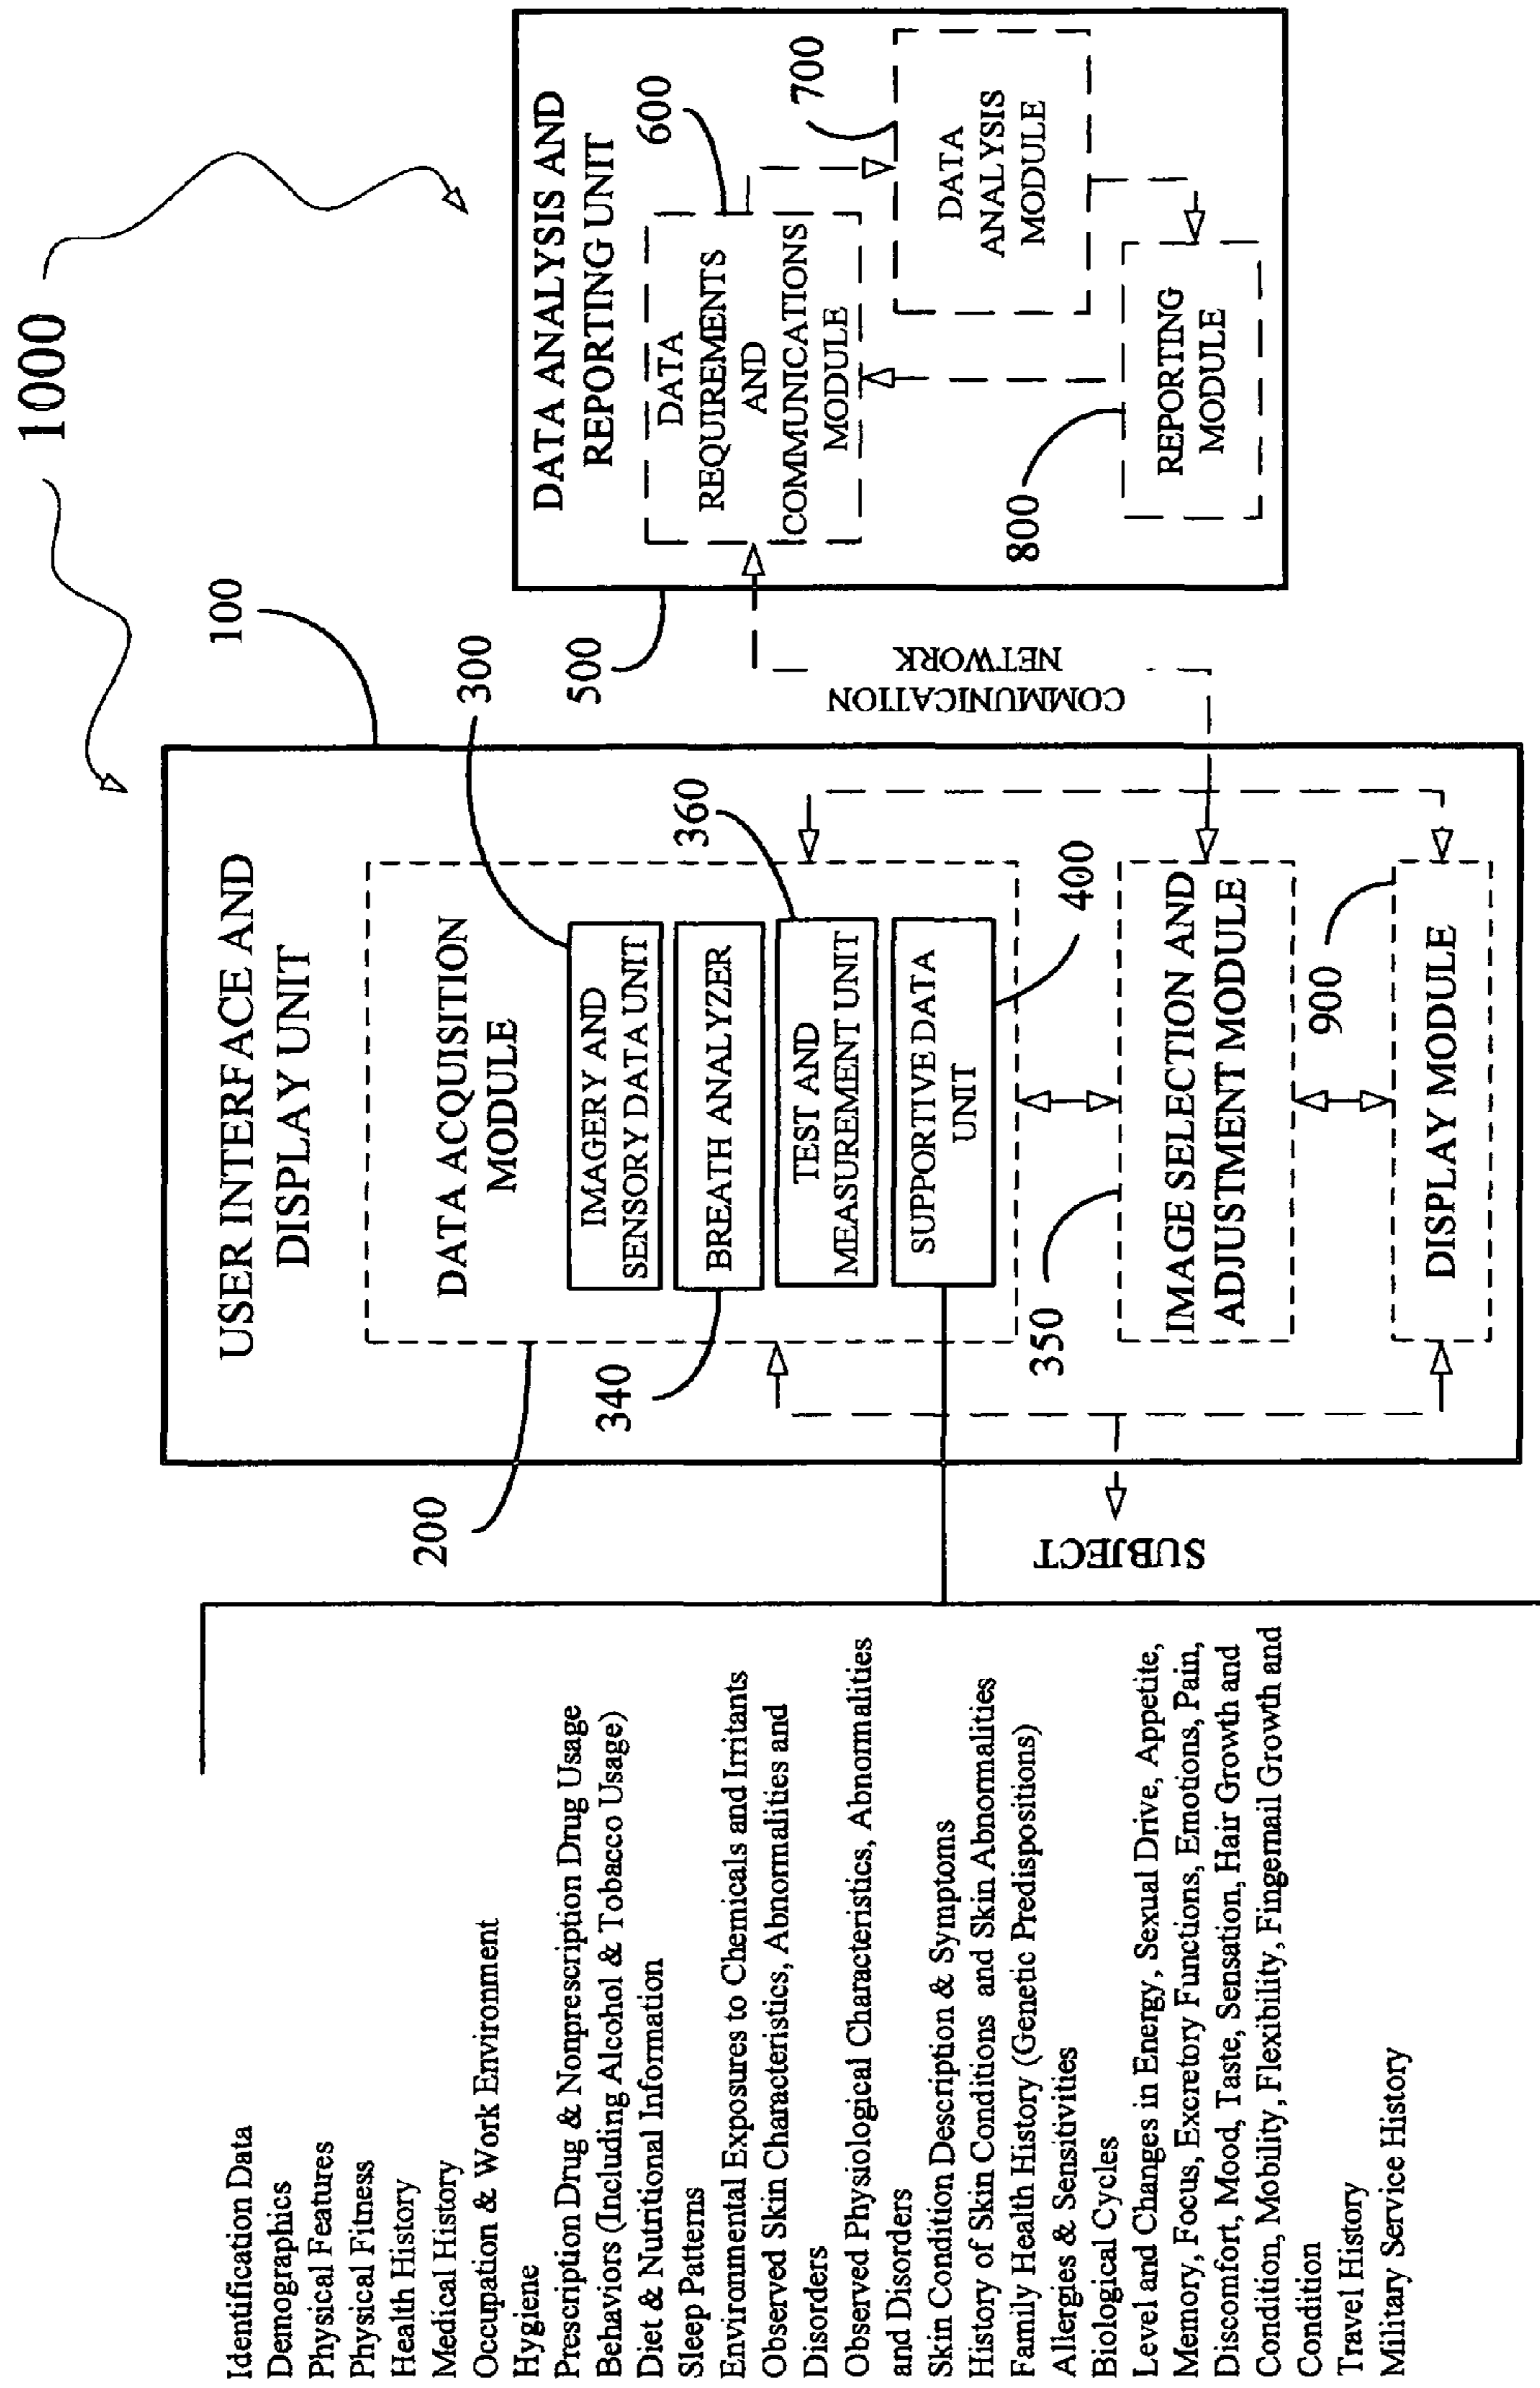 1000
USER INTERFACE AND
DISPLAY UNIT
100
DATA ACQUISITION
MODULE
200
IMAGERY AND
SENSORY DATA UNIT
300
BREATH ANALYZER
340
TEST AND
MEASUREMENT UNIT
360
SUPPORTIVE DATA
UNIT
400
IMAGE SELECTION AND
ADJUSTMENT MODULE
350
DISPLAY MODULE
900
SUBJECT
COMMUNICATION
NETWORK
DATA ANALYSIS AND
REPORTING UNIT
500
DATA
REQUIREMENTS
AND
COMMUNICATIONS
MODULE
600
DATA
ANALYSIS
MODULE
700
REPORTING
MODULE
800
Identification Data
Demographics
Physical Features
Physical Fitness
Health History
Medical History
Occupation & Work Environment
Hygiene
Prescription Drug & Nonprescription Drug Usage
Behaviors (Including Alcohol & Tobacco Usage)
Diet & Nutritional Information
Sleep Patterns
Environmental Exposures to Chemicals and Irritants
Observed Skin Characteristics, Abnormalities and
Disorders
Observed Physiological Characteristics, Abnormalities
and Disorders
Skin Condition Description & Symptoms
History of Skin Conditions and Skin Abnormalities
Family Health History (Genetic Predispositions)
Allergies & Sensitivities
Biological Cycles
Level and Changes in Energy, Sexual Drive, Appetite,
Memory, Focus, Excretory Functions, Emotions, Pain,
Discomfort, Mood, Taste, Sensation, Hair Growth and
Condition, Mobility, Flexibility, Fingernail Growth and
Condition
Travel History
Military Service History